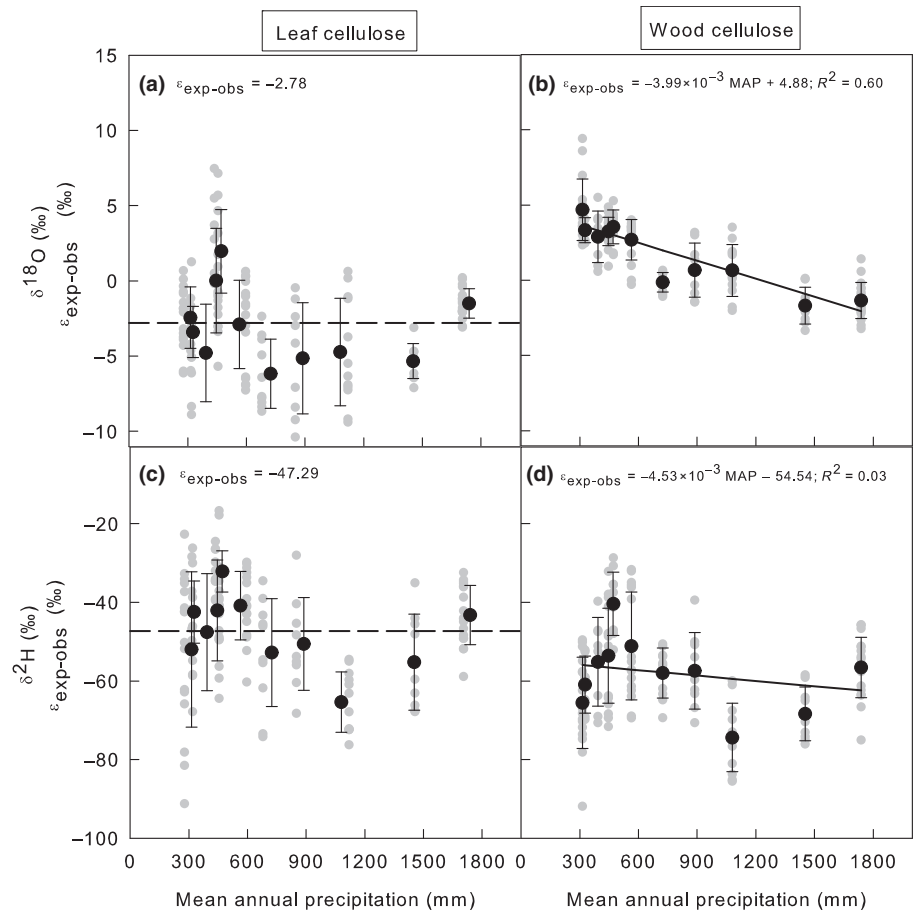 Leaf cellulose
Wood cellulose
(a) εexp-obs = −2.78
(b) εexp-obs = −3.99×10−3 MAP + 4.88; R2 = 0.60
15
10
5
0
−5
−10
δ18O (‰)
εexp-obs (‰)
(c) εexp-obs = −47.29
(d) εexp-obs = −4.53×10−3 MAP − 54.54; R2 = 0.03
−20
−40
−60
−80
−100
δ2H (‰)
εexp-obs (‰)
0 300 600 900 1200 1500 1800
0 300 600 900 1200 1500 1800
Mean annual precipitation (mm)
Mean annual precipitation (mm)